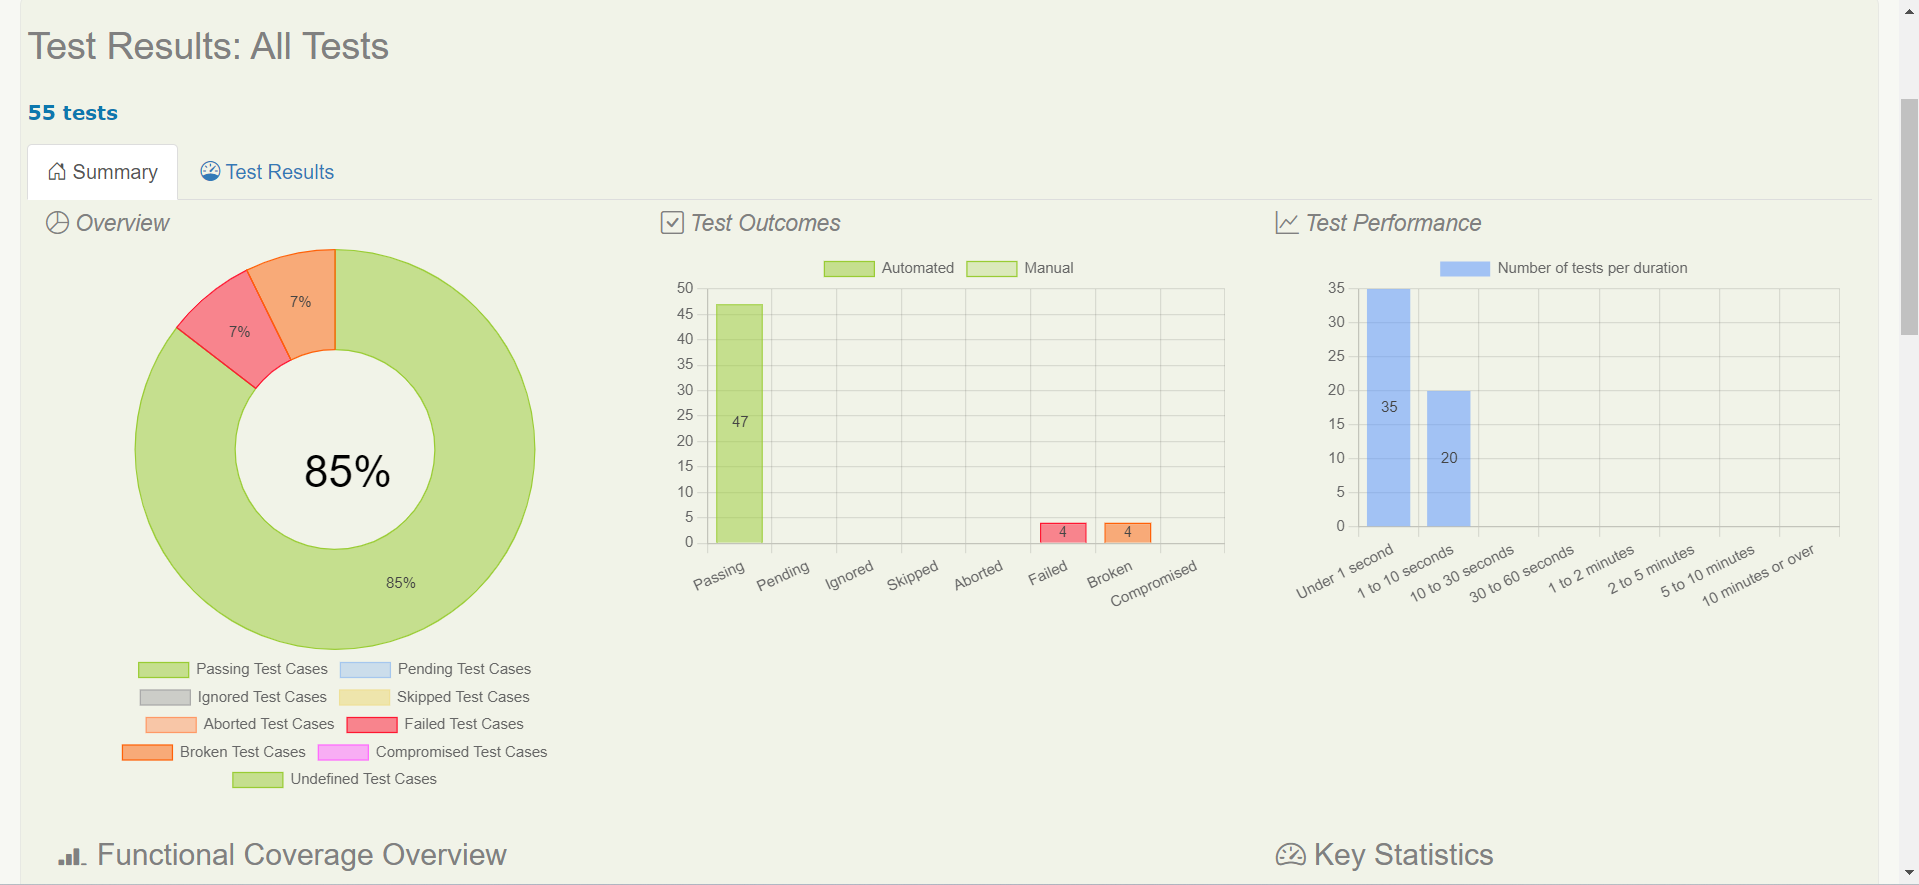 Test Results: All Tests
55 tests
Summary
Test Results
Overview
7%
7%
85%
85%
Passing Test Cases
Pending Test Cases
Ignored Test Cases
Skipped Test Cases
Aborted Test Cases
Failed Test Cases
Broken Test Cases
Compromised Test Cases
Undefined Test Cases
Test Outcomes
Automated
Manual
50
45
40
35
30
25
20
15
10
5
0
47
4
4
Passing
Pending
Ignored
Skipped
Aborted
Failed
Broken
Compromised
Test Performance
Number of tests per duration
35
30
25
20
15
10
5
0
35
20
Under 1 second
1 to 10 seconds
10 to 30 seconds
30 to 60 seconds
1 to 2 minutes
2 to 5 minutes
5 to 10 minutes
10 minutes or over
Functional Coverage Overview
Key Statistics